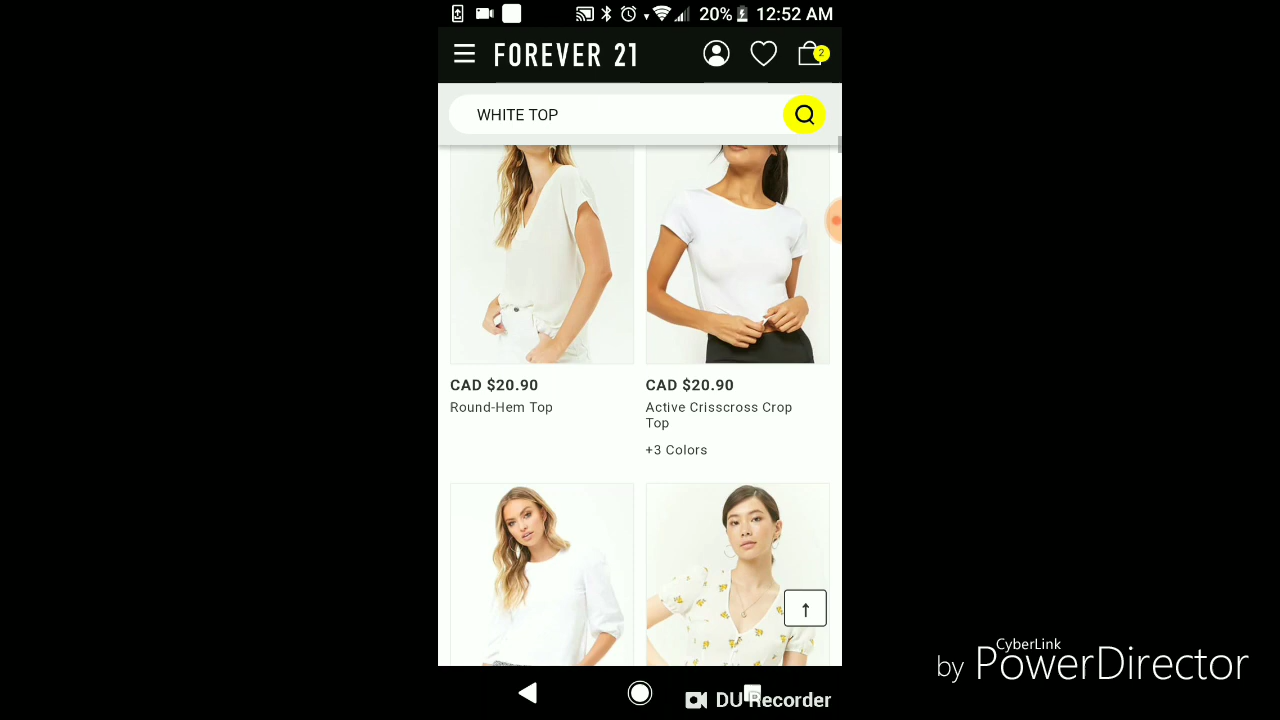 20% 12:52 AM
FOREVER 21
2
WHITE TOP
CAD $20.90
Round-Hem Top
CAD $20.90
Active Crisscross Crop
Top
+3 Colors
↑
CyberLink
by PowerDirector
DU Recorder